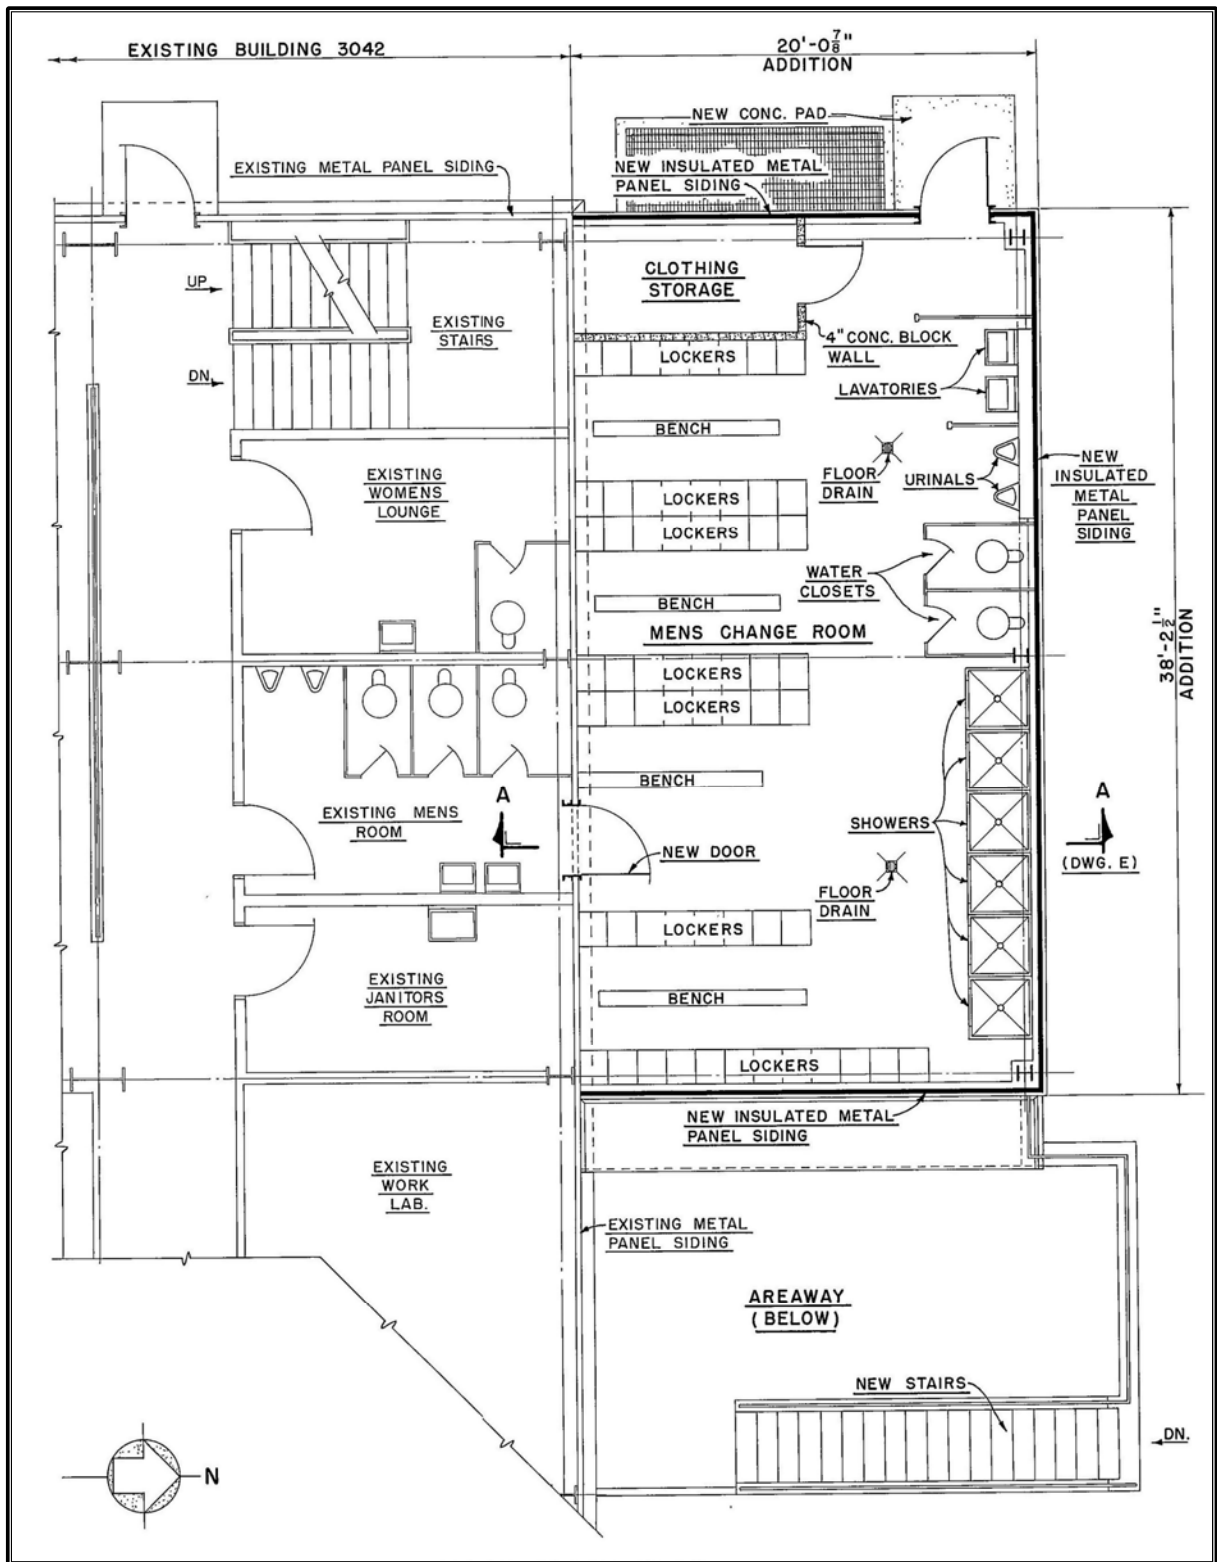 EXISTING BUILDING 3042
20'-0 7/8"
ADDITION
NEW CONC. PAD
EXISTING METAL PANEL SIDING
NEW INSULATED METAL
PANEL SIDING
UP
DN.
EXISTING
STAIRS
CLOTHING
STORAGE
4" CONC. BLOCK
WALL
LOCKERS
LAVATORIES
BENCH
FLOOR
DRAIN
URINALS
NEW
INSULATED
METAL
PANEL
SIDING
EXISTING
WOMENS
LOUNGE
LOCKERS
LOCKERS
WATER
CLOSETS
BENCH
MENS CHANGE ROOM
38'-2 1/2"
ADDITION
LOCKERS
LOCKERS
BENCH
A
EXISTING MENS
ROOM
SHOWERS
A
(DWG. E)
NEW DOOR
FLOOR
DRAIN
LOCKERS
EXISTING
JANITORS
ROOM
BENCH
LOCKERS
NEW INSULATED METAL
PANEL SIDING
EXISTING
WORK
LAB.
EXISTING METAL
PANEL SIDING
AREAWAY
(BELOW)
NEW STAIRS
DN.
N